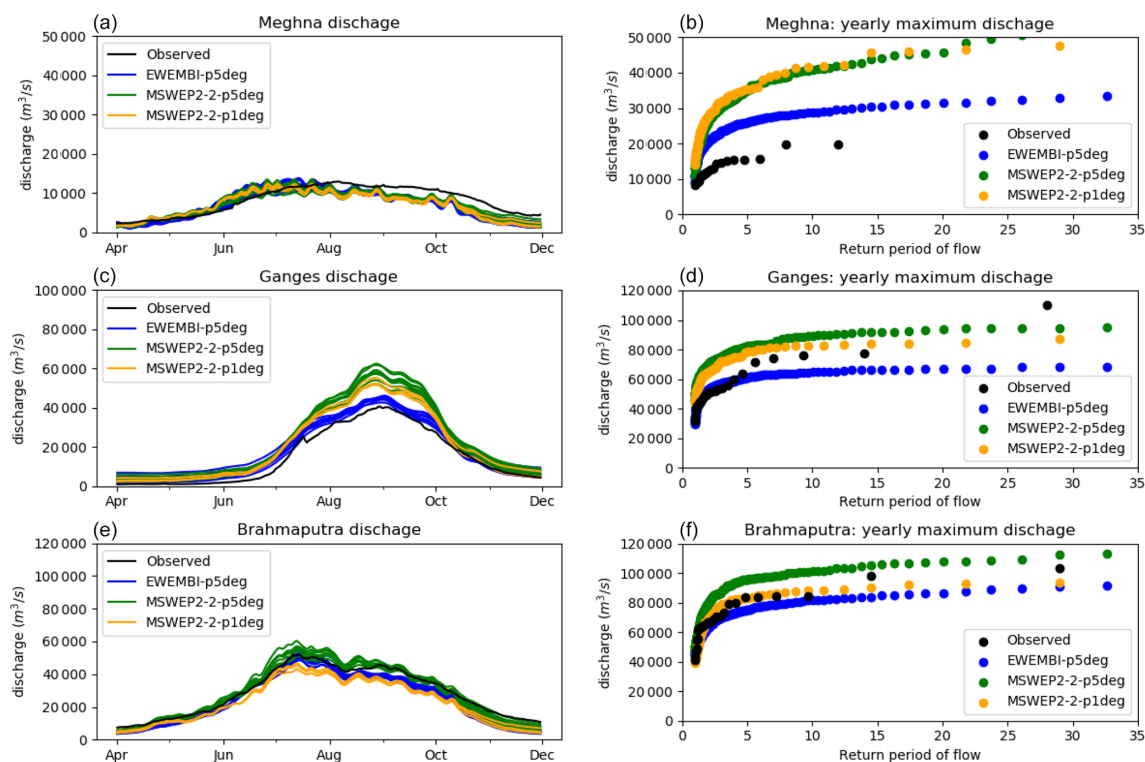 (a) Meghna dischage
50 000
40 000
30 000
20 000
10 000
0
discharge (m³/s)
Observed
EWEMBI-p5deg
MSWEP2-2-p5deg
MSWEP2-2-p1deg
Apr Jun Aug Oct Dec
(b) Meghna: yearly maximum dischage
50 000
40 000
30 000
20 000
10 000
0
discharge (m³/s)
Observed
EWEMBI-p5deg
MSWEP2-2-p5deg
MSWEP2-2-p1deg
0 5 10 15 20 25 30 35
Return period of flow
(c) Ganges dischage
100 000
80 000
60 000
40 000
20 000
0
discharge (m³/s)
Observed
EWEMBI-p5deg
MSWEP2-2-p5deg
MSWEP2-2-p1deg
Apr Jun Aug Oct Dec
(d) Ganges: yearly maximum dischage
120 000
100 000
80 000
60 000
40 000
20 000
0
discharge (m³/s)
Observed
EWEMBI-p5deg
MSWEP2-2-p5deg
MSWEP2-2-p1deg
0 5 10 15 20 25 30 35
Return period of flow
(e) Brahmaputra dischage
120 000
100 000
80 000
60 000
40 000
20 000
0
discharge (m³/s)
Observed
EWEMBI-p5deg
MSWEP2-2-p5deg
MSWEP2-2-p1deg
Apr Jun Aug Oct Dec
(f) Brahmaputra: yearly maximum dischage
120 000
100 000
80 000
60 000
40 000
20 000
0
discharge (m³/s)
Observed
EWEMBI-p5deg
MSWEP2-2-p5deg
MSWEP2-2-p1deg
0 5 10 15 20 25 30 35
Return period of flow